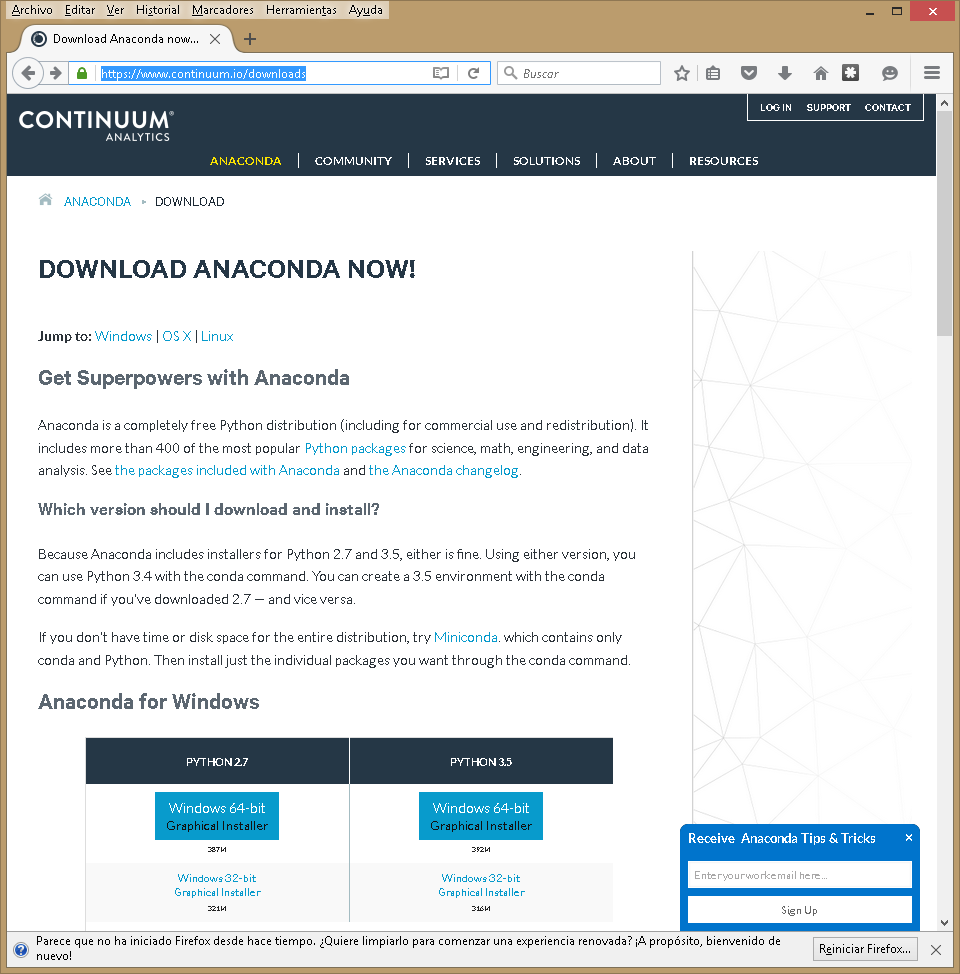 Archivo Editar Ver Historial Marcadores Herramientas Ayuda
Download Anaconda now...
https://www.continuum.io/downloads
Buscar
LOG IN SUPPORT CONTACT
CONTINUUM®
ANALYTICS
ANACONDA | COMMUNITY | SERVICES | SOLUTIONS | ABOUT | RESOURCES
ANACONDA ▸ DOWNLOAD
DOWNLOAD ANACONDA NOW!
Jump to: Windows | OS X | Linux
Get Superpowers with Anaconda
Anaconda is a completely free Python distribution (including for commercial use and redistribution). It
includes more than 400 of the most popular Python packages for science, math, engineering, and data
analysis. See the packages included with Anaconda and the Anaconda changelog.
Which version should I download and install?
Because Anaconda includes installers for Python 2.7 and 3.5, either is fine. Using either version, you
can use Python 3.4 with the conda command. You can create a 3.5 environment with the conda
command if you've downloaded 2.7 — and vice versa.
If you don't have time or disk space for the entire distribution, try Miniconda. which contains only
conda and Python. Then install just the individual packages you want through the conda command.
Anaconda for Windows
PYTHON 2.7 PYTHON 3.5
Windows 64-bit Windows 64-bit
Graphical Installer Graphical Installer
387M 392M
Windows 32-bit Windows 32-bit
Graphical Installer Graphical Installer
321M 316M
Receive Anaconda Tips & Tricks ×
Enter your work email here...
Sign Up
Parece que no ha iniciado Firefox desde hace tiempo. ¿Quiere limpiarlo para comenzar una experiencia renovada? ¡A propósito, bienvenido de
nuevo!
Reiniciar Firefox...